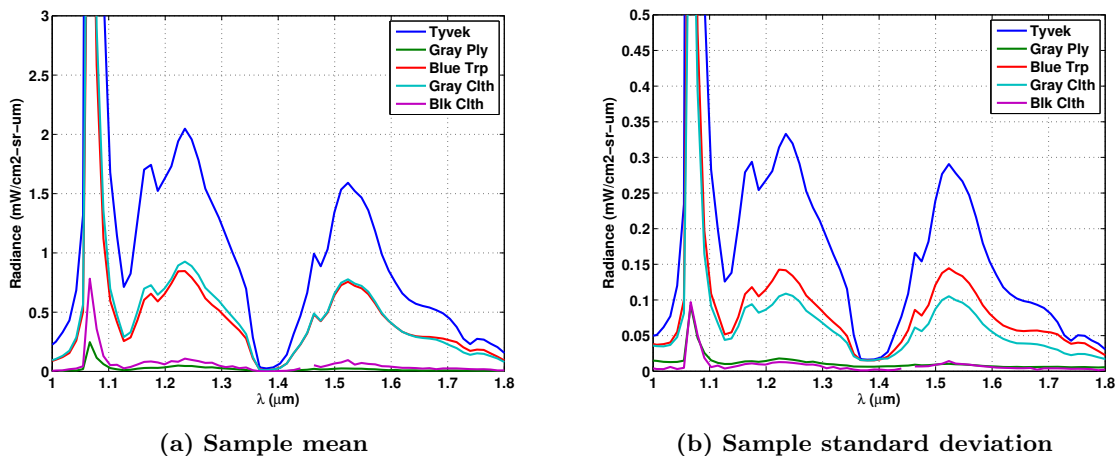 3
2.5
2
1.5
1
0.5
0
Radiance (mW/cm2-sr-um)
Tyvek
Gray Ply
Blue Trp
Gray Clth
Blk Clth
1 1.1 1.2 1.3 1.4 1.5 1.6 1.7 1.8
λ (μm)
(a) Sample mean
0.5
0.45
0.4
0.35
0.3
0.25
0.2
0.15
0.1
0.05
0
Radiance (mW/cm2-sr-um)
Tyvek
Gray Ply
Blue Trp
Gray Clth
Blk Clth
1 1.1 1.2 1.3 1.4 1.5 1.6 1.7 1.8
λ (μm)
(b) Sample standard deviation